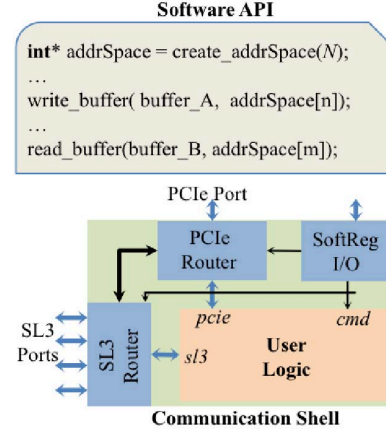 Software API
int* addrSpace = create_addrSpace(N);
…
write_buffer( buffer_A, addrSpace[n]);
…
read_buffer(buffer_B, addrSpace[m]);
PCIe Port
PCIe
Router
SoftReg
I/O
SL3
Ports
SL3
Router
pcie
cmd
sl3
User
Logic
Communication Shell